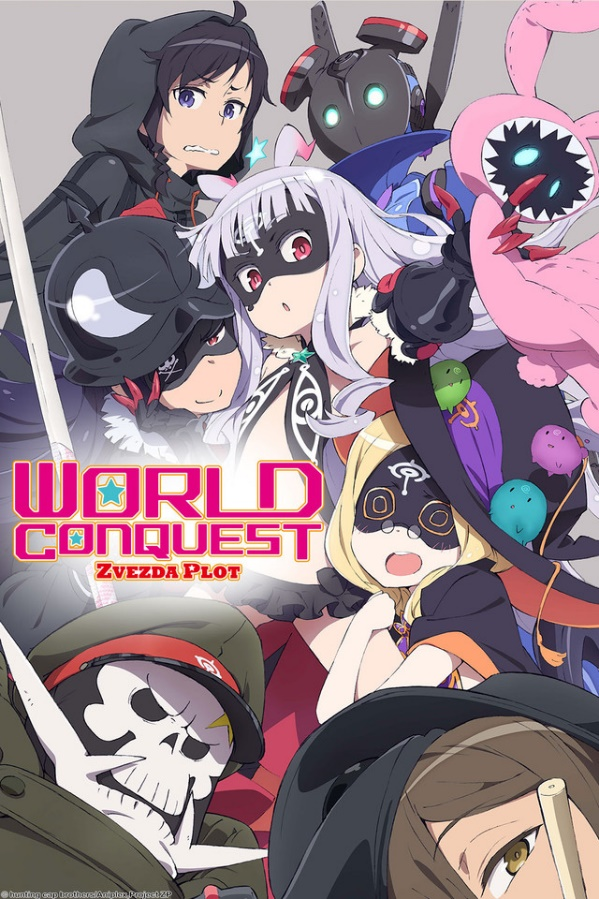 WORLD
CONQUEST
ZVEZDA PLOT
© hunting cap brothers/Aniplex,Project ZP